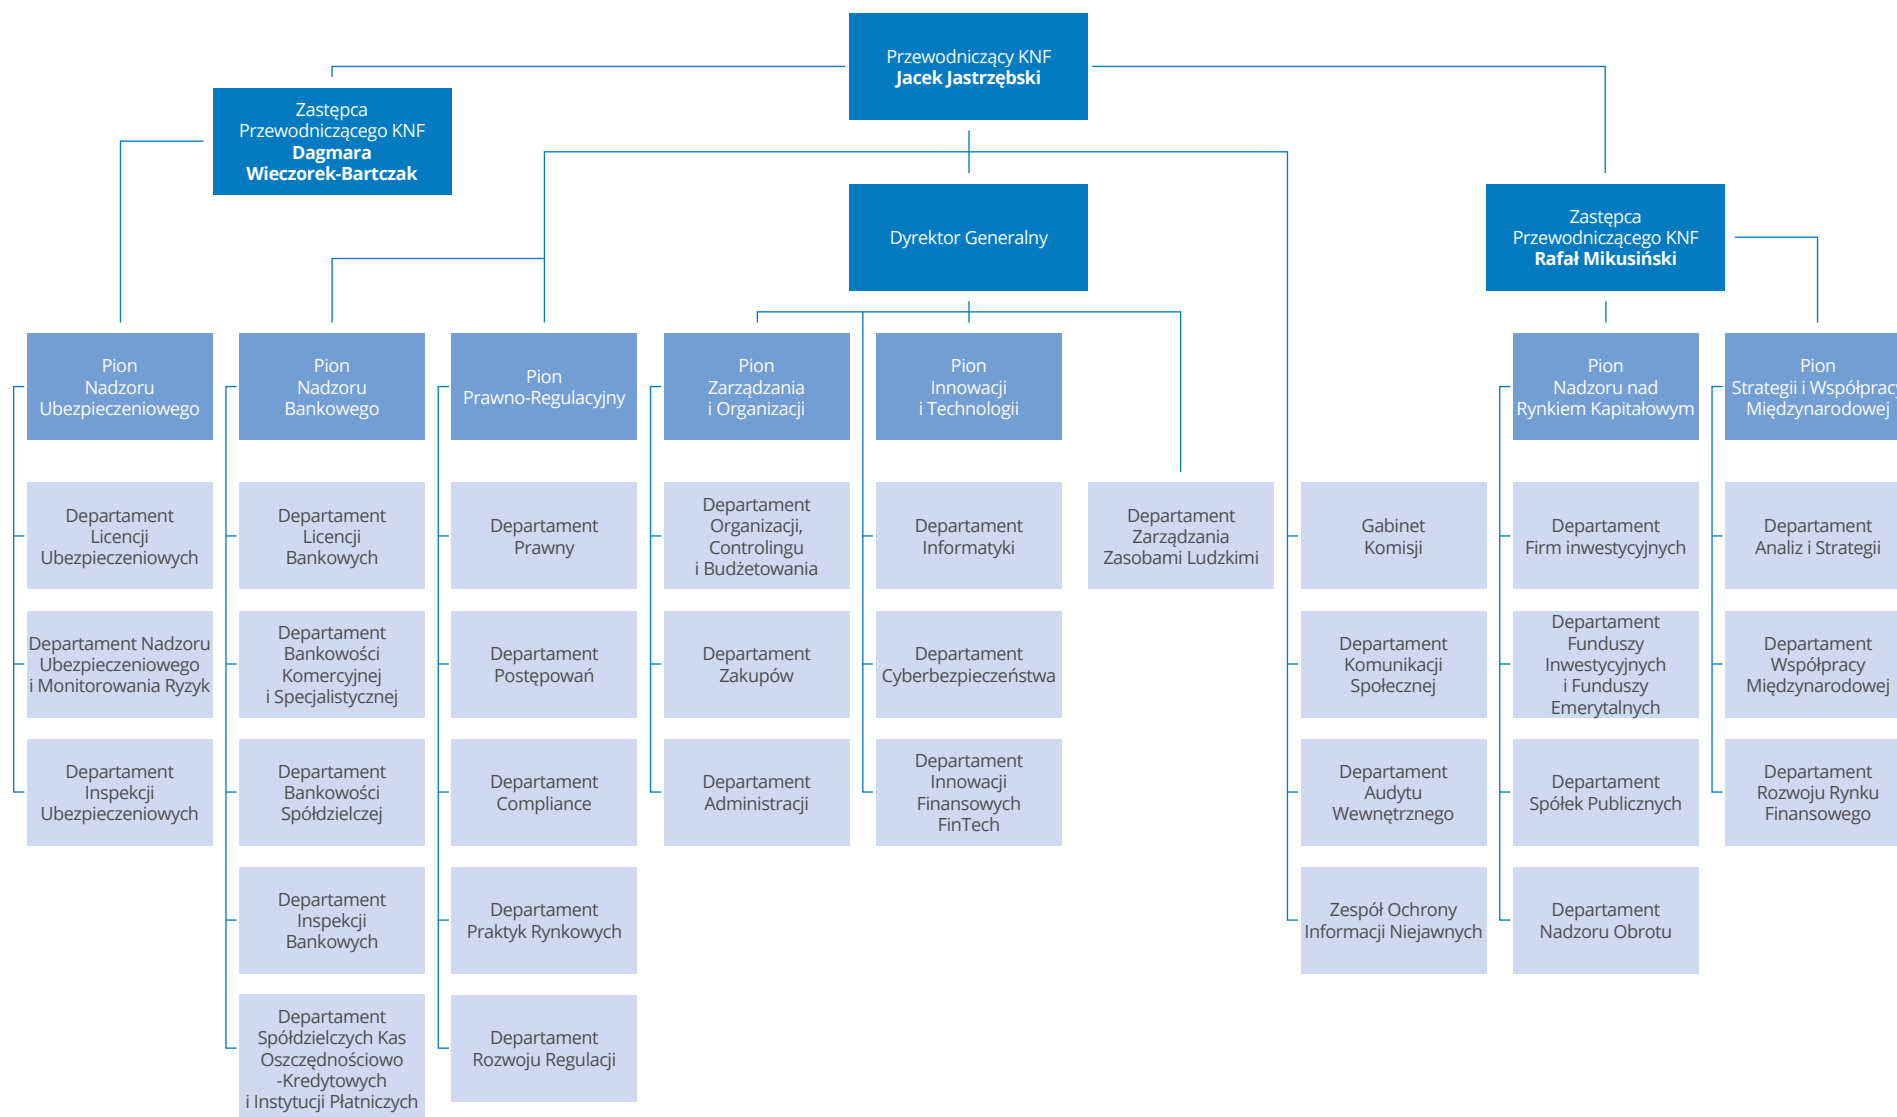 Przewodniczący KNF
Jacek Jastrzębski
Zastępca
Przewodniczącego KNF
Dagmara
Wieczorek-Bartczak
Dyrektor Generalny
Zastępca
Przewodniczącego KNF
Rafał Mikusiński
Pion
Nadzoru
Ubezpieczeniowego
Pion
Nadzoru
Bankowego
Pion
Prawno-Regulacyjny
Pion
Zarządzania
i Organizacji
Pion
Innowacji
i Technologii
Pion
Nadzoru nad
Rynkiem Kapitałowym
Pion
Strategii i Współpracy
Międzynarodowej
Departament
Licencji
Ubezpieczeniowych
Departament
Licencji
Bankowych
Departament
Prawny
Departament
Organizacji,
Controlingu
i Budżetowania
Departament
Informatyki
Departament
Zarządzania
Zasobami Ludzkimi
Gabinet
Komisji
Departament
Firm inwestycyjnych
Departament
Analiz i Strategii
Departament Nadzoru
Ubezpieczeniowego
i Monitorowania Ryzyk
Departament
Bankowości
Komercyjnej
i Specjalistycznej
Departament
Postępowań
Departament
Zakupów
Departament
Cyberbezpieczeństwa
Departament
Komunikacji
Społecznej
Departament
Funduszy
Inwestycyjnych
i Funduszy
Emerytalnych
Departament
Współpracy
Międzynarodowej
Departament
Inspekcji
Ubezpieczeniowych
Departament
Bankowości
Spółdzielczej
Departament
Compliance
Departament
Administracji
Departament
Innowacji
Finansowych
FinTech
Departament
Audytu
Wewnętrznego
Departament
Spółek Publicznych
Departament
Rozwoju Rynku
Finansowego
Departament
Inspekcji
Bankowych
Departament
Praktyk Rynkowych
Zespół Ochrony
Informacji Niejawnych
Departament
Nadzoru Obrotu
Departament
Spółdzielczych Kas
Oszczędnościowo
-Kredytowych
i Instytucji Płatniczych
Departament
Rozwoju Regulacji